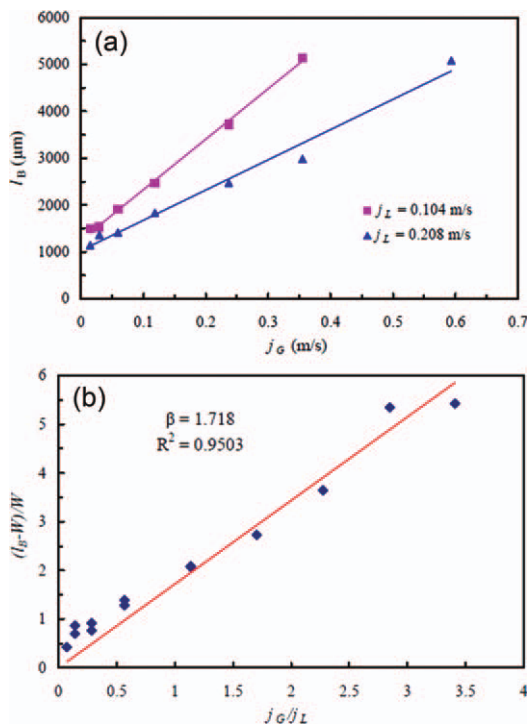 (a)
6000
5000
4000
3000
2000
1000
0
l_B (μm)
j_L = 0.104 m/s
j_L = 0.208 m/s
0 0.1 0.2 0.3 0.4 0.5 0.6 0.7
j_G (m/s)
(b)
6
5
4
3
2
1
0
(l_B-W)/W
β = 1.718
R² = 0.9503
0 0.5 1 1.5 2 2.5 3 3.5 4
j_G/j_L